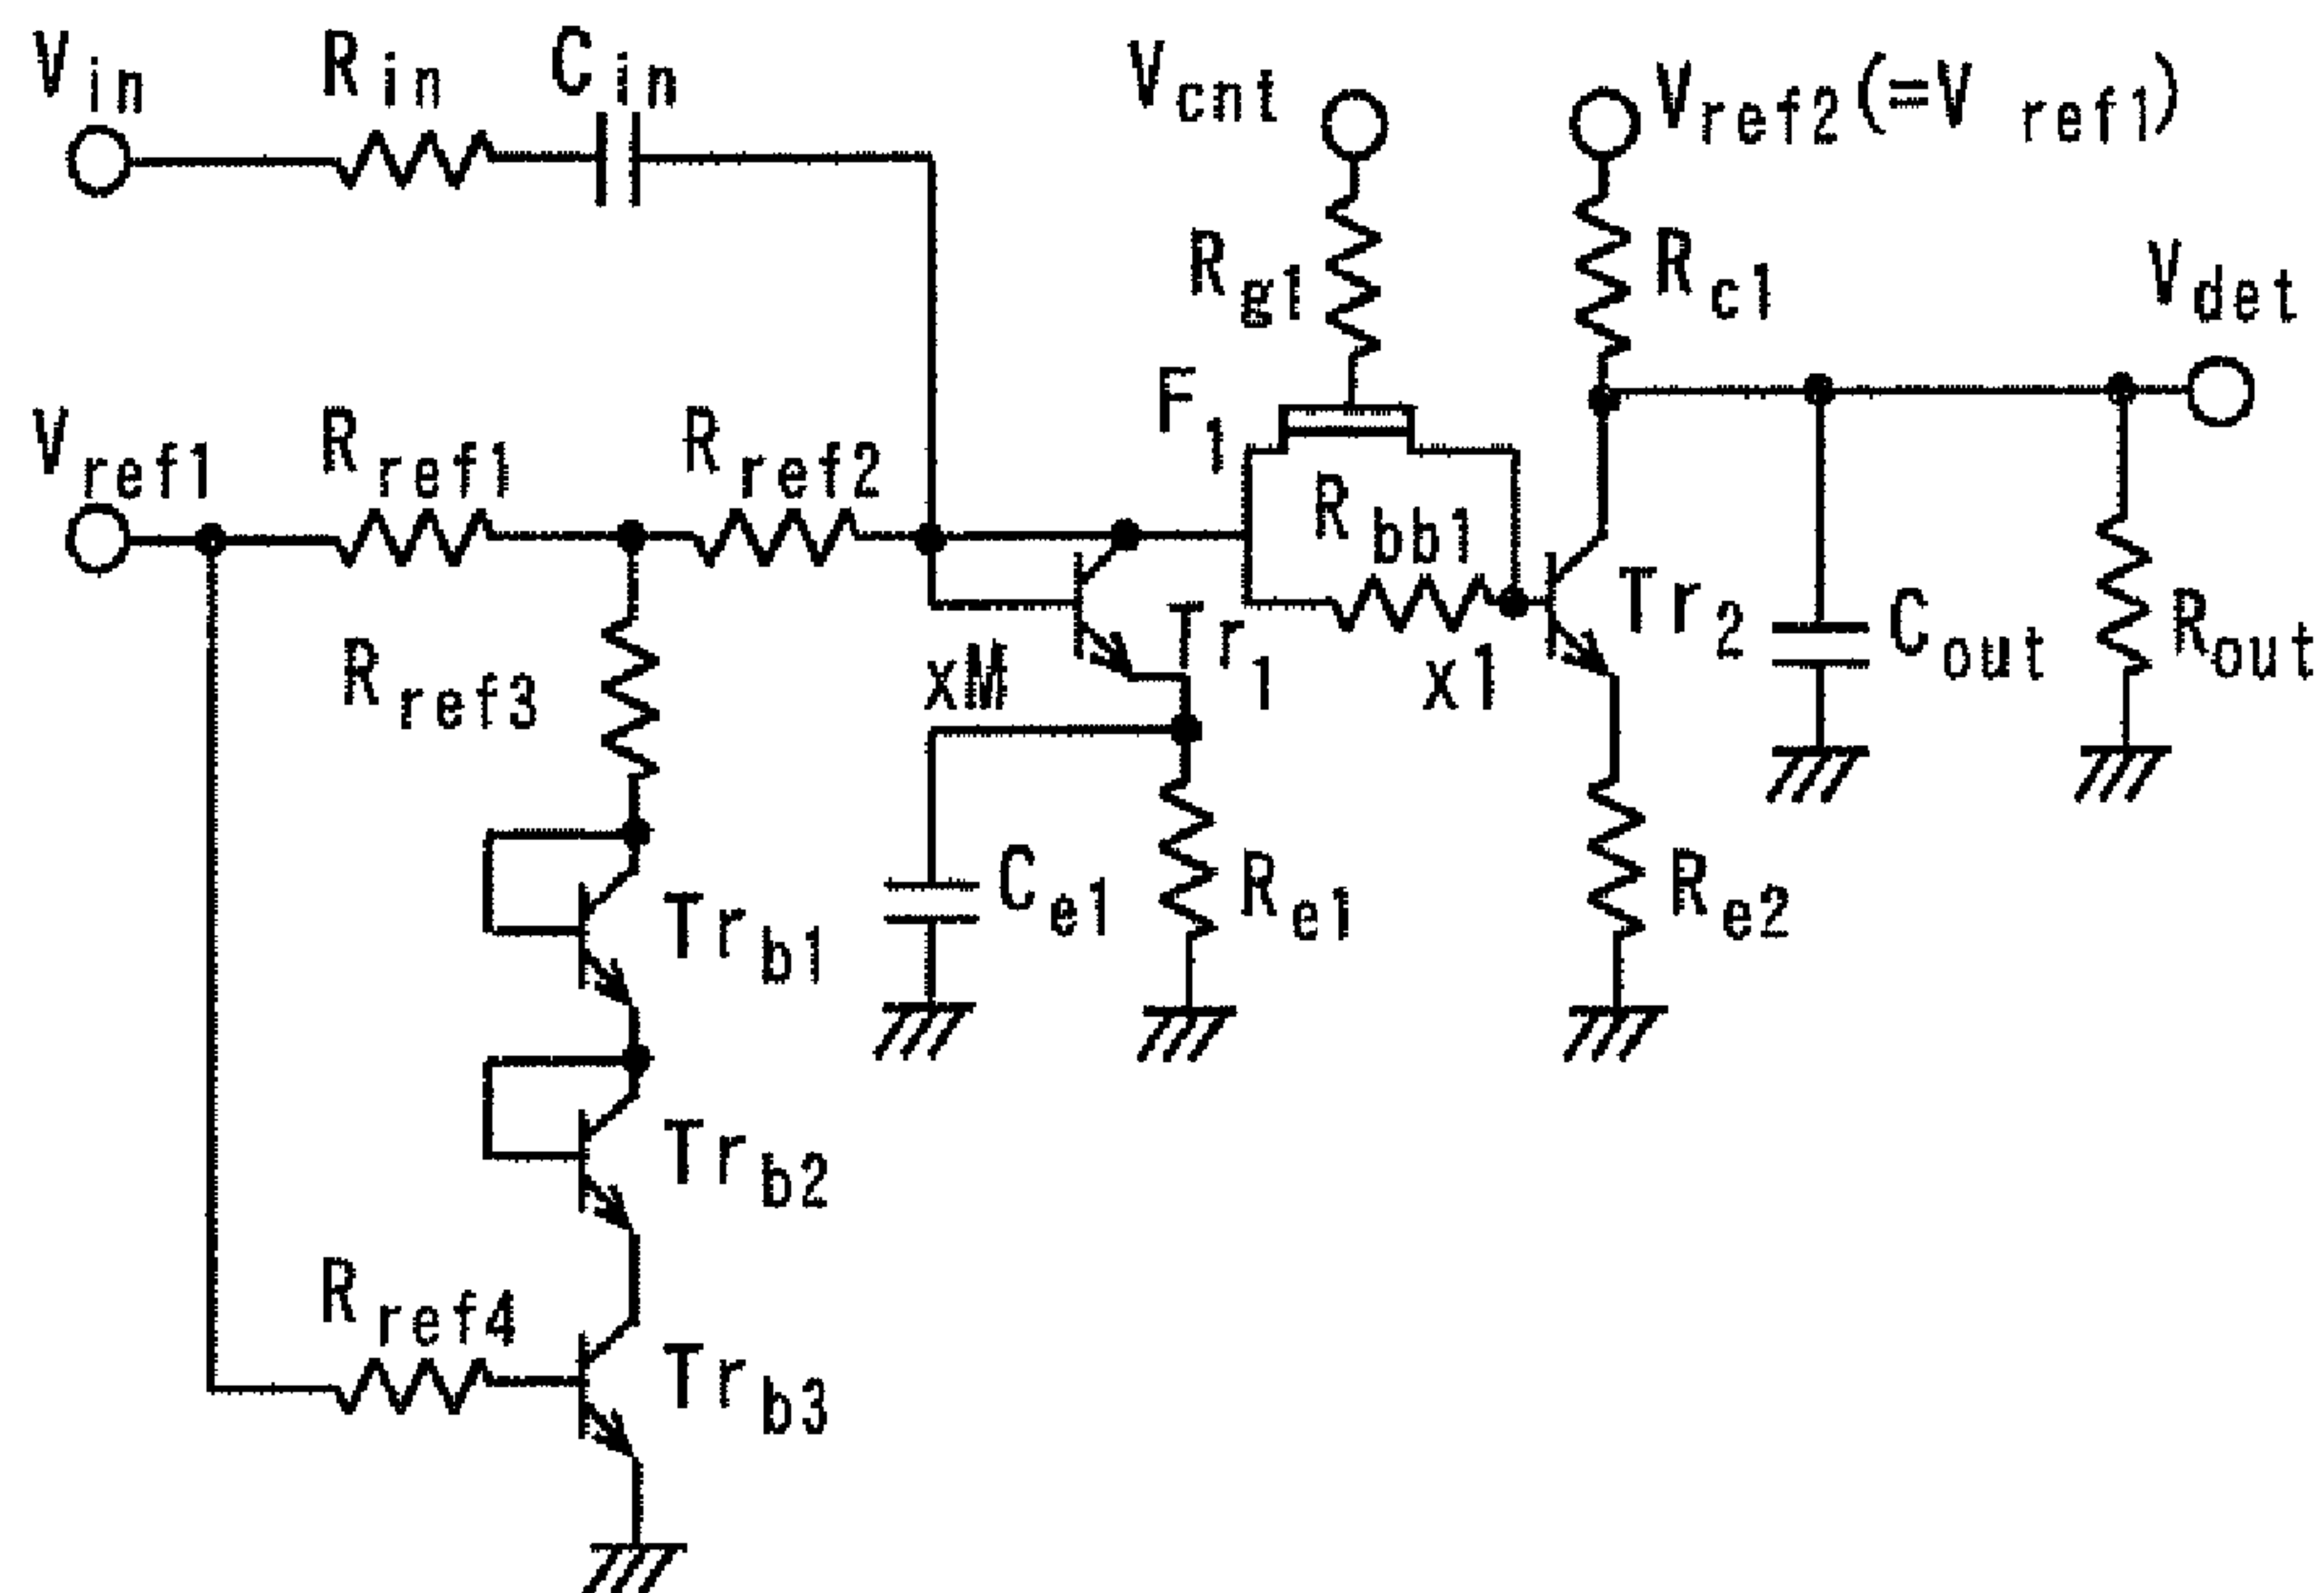 Vin
Rin
Cin
Vcnt
Vref2(=V ref1)
Rg1
Rc1
Vdet
F1
Vref1
Rref1
Rref2
Rbb1
Tr1
xM
x1
Tr2
Cout
Rout
Rref3
Ce1
Re1
Re2
Trb1
Trb2
Rref4
Trb3